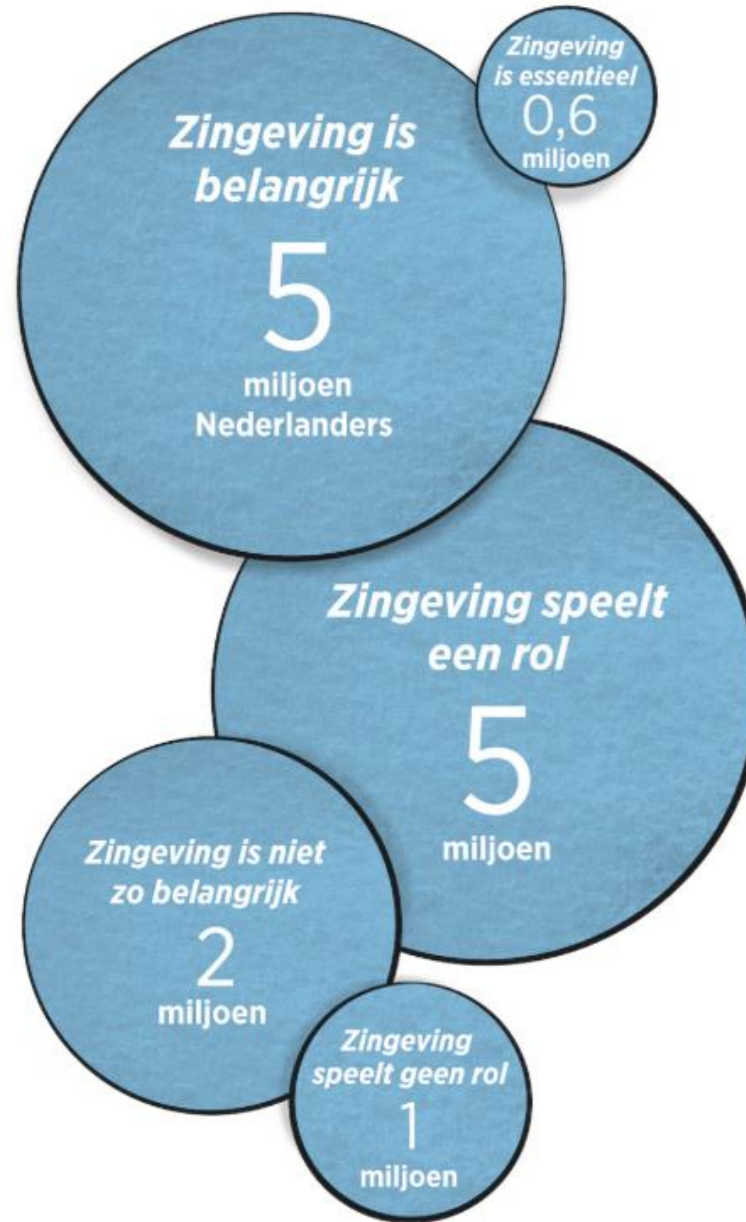 Zingeving
is essentieel
0,6
miljoen
Zingeving is
belangrijk
5
miljoen
Nederlanders
Zingeving speelt
een rol
5
miljoen
Zingeving is niet
zo belangrijk
2
miljoen
Zingeving
speelt geen rol
1
miljoen